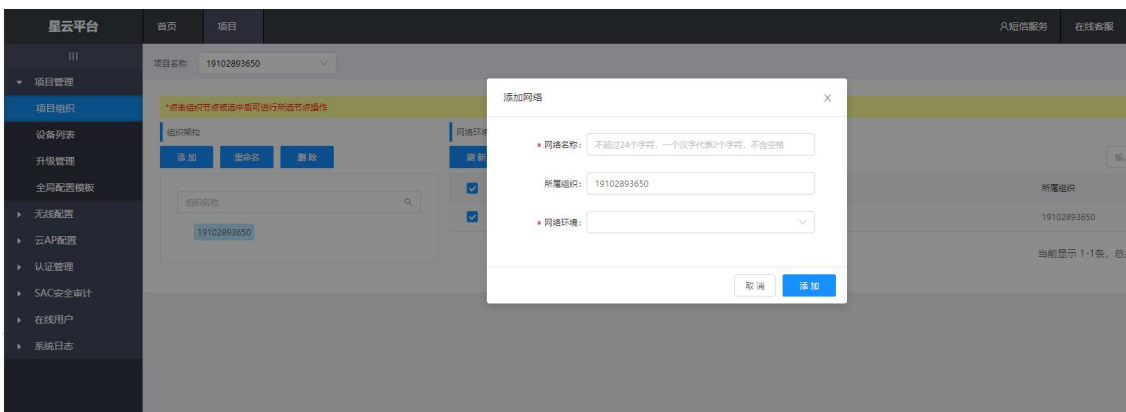 星云平台
首页
项目
短信服务
在线客服
项目名称
19102893650
项目管理
项目组织
设备列表
升级管理
全局配置模板
无线配置
云AP配置
认证管理
SAC安全审计
在线用户
系统日志
*点击组织节点被选中后可进行所选节点操作
组织架构
添加
重命名
删除
组织名称
19102893650
网络环境
刷新
所属组织
19102893650
当前显示 1-1条,
添加网络
* 网络名称:
不超过24个字符,一个汉字代表2个字符,不含空格
所属组织:
19102893650
* 网络环境:
取消
添加